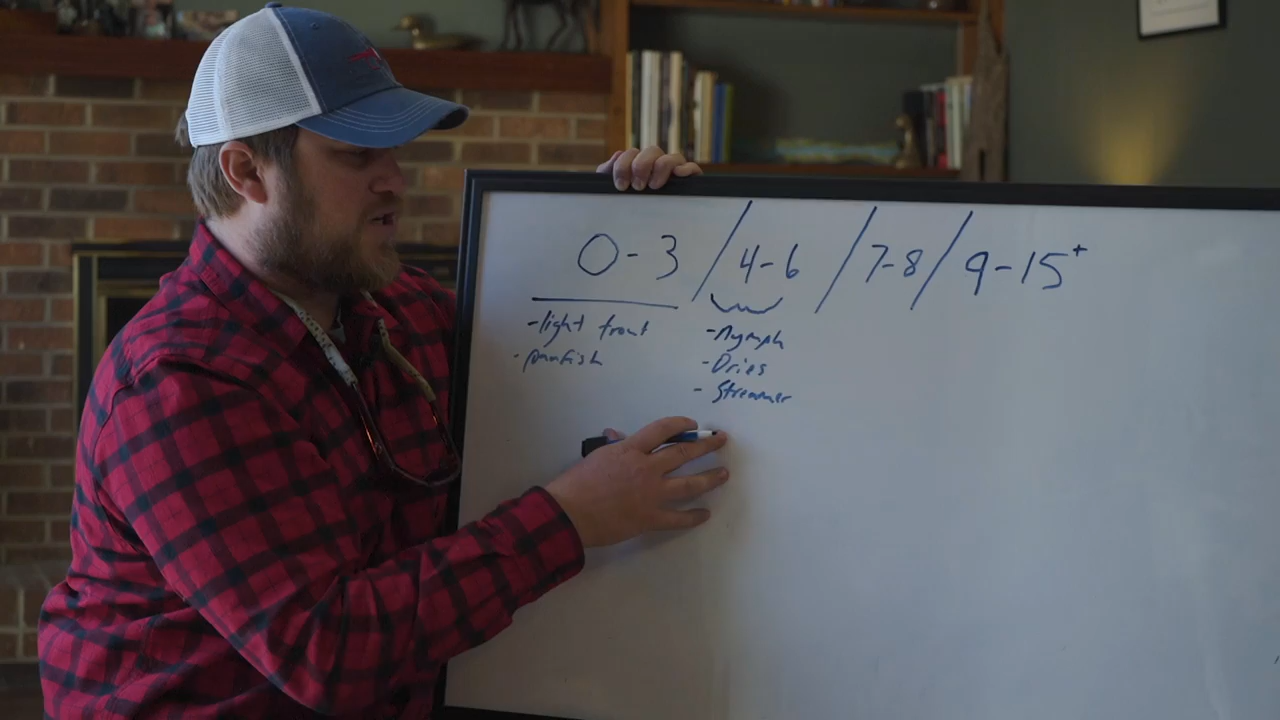 0-3 / 4-6 / 7-8 / 9-15+
-light trout
-panfish
-Nymph
-Dries
-Streamer